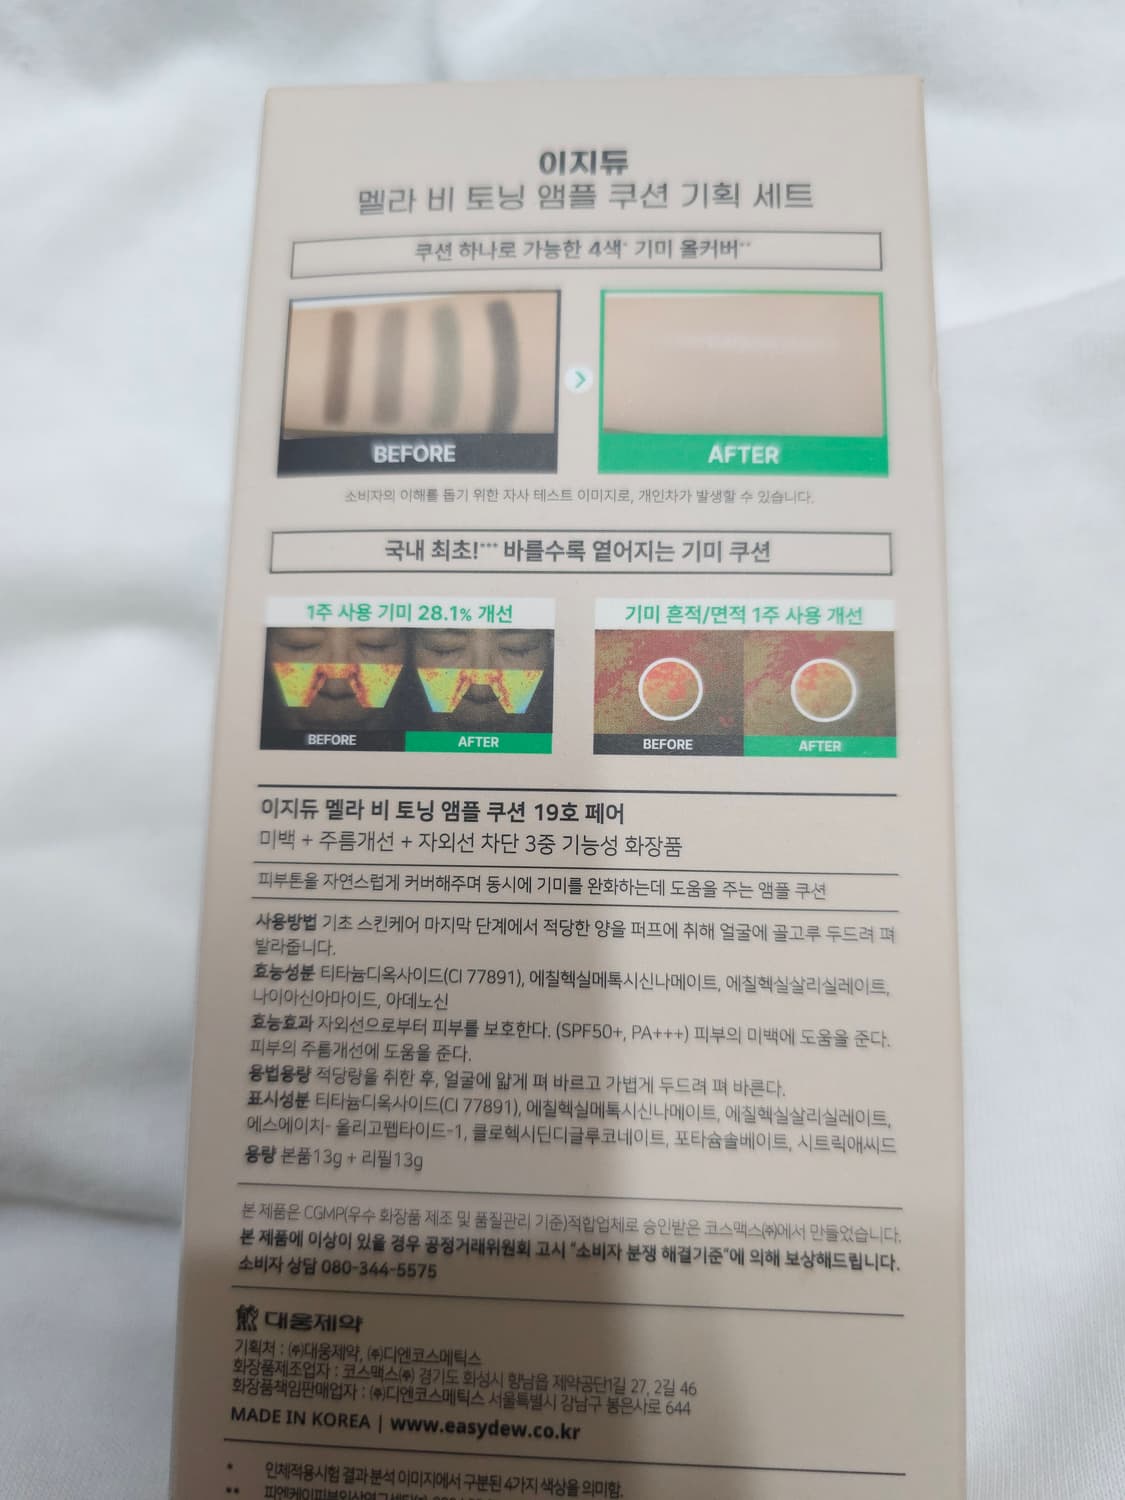 이지듀
멜라 비 토닝 앰플 쿠션 기획 세트
쿠션 하나로 가능한 4색* 기미 올커버**
BEFORE
AFTER
소비자의 이해를 돕기 위한 자사 테스트 이미지로, 개인차가 발생할 수 있습니다.
국내 최초!*** 바를수록 옅어지는 기미 쿠션
1주 사용 기미 28.1% 개선
BEFORE
AFTER
기미 흔적/면적 1주 사용 개선
BEFORE
AFTER
이지듀 멜라 비 토닝 앰플 쿠션 19호 페어
미백 + 주름개선 + 자외선 차단 3중 기능성 화장품
피부톤을 자연스럽게 커버해주며 동시에 기미를 완화하는데 도움을 주는 앰플 쿠션
사용방법 기초 스킨케어 마지막 단계에서 적당한 양을 퍼프에 취해 얼굴에 골고루 두드려 펴
발라줍니다.
효능성분 티타늄디옥사이드(CI 77891), 에칠헥실메톡시신나메이트, 에칠헥실살리실레이트,
나이아신아마이드, 아데노신
효능효과 자외선으로부터 피부를 보호한다. (SPF50+, PA+++) 피부의 미백에 도움을 준다.
피부의 주름개선에 도움을 준다.
용법용량 적당량을 취한 후, 얼굴에 얇게 펴 바르고 가볍게 두드려 펴 바른다.
표시성분 티타늄디옥사이드(CI 77891), 에칠헥실메톡시신나메이트, 에칠헥실살리실레이트,
에스에이치- 올리고펩타이드-1, 클로헥시딘디글루코네이트, 포타슘솔베이트, 시트릭애씨드
용량 본품13g + 리필13g
본 제품은 CGMP(우수 화장품 제조 및 품질관리 기준)적합업체로 승인받은 코스맥스㈜에서 만들었습니다.
본 제품에 이상이 있을 경우 공정거래위원회 고시 "소비자 분쟁 해결기준"에 의해 보상해드립니다.
소비자 상담 080-344-5575
대웅제약
기획처 : ㈜대웅제약, ㈜디엔코스메틱스
화장품제조업자 : 코스맥스㈜ 경기도 화성시 향남읍 제약공단1길 27, 2길 46
화장품책임판매업자 : ㈜디엔코스메틱스 서울특별시 강남구 봉은사로 644
MADE IN KOREA | www.easydew.co.kr
* 인체적용시험 결과 분석 이미지에서 구분된 4가지 색상을 의미함.
**